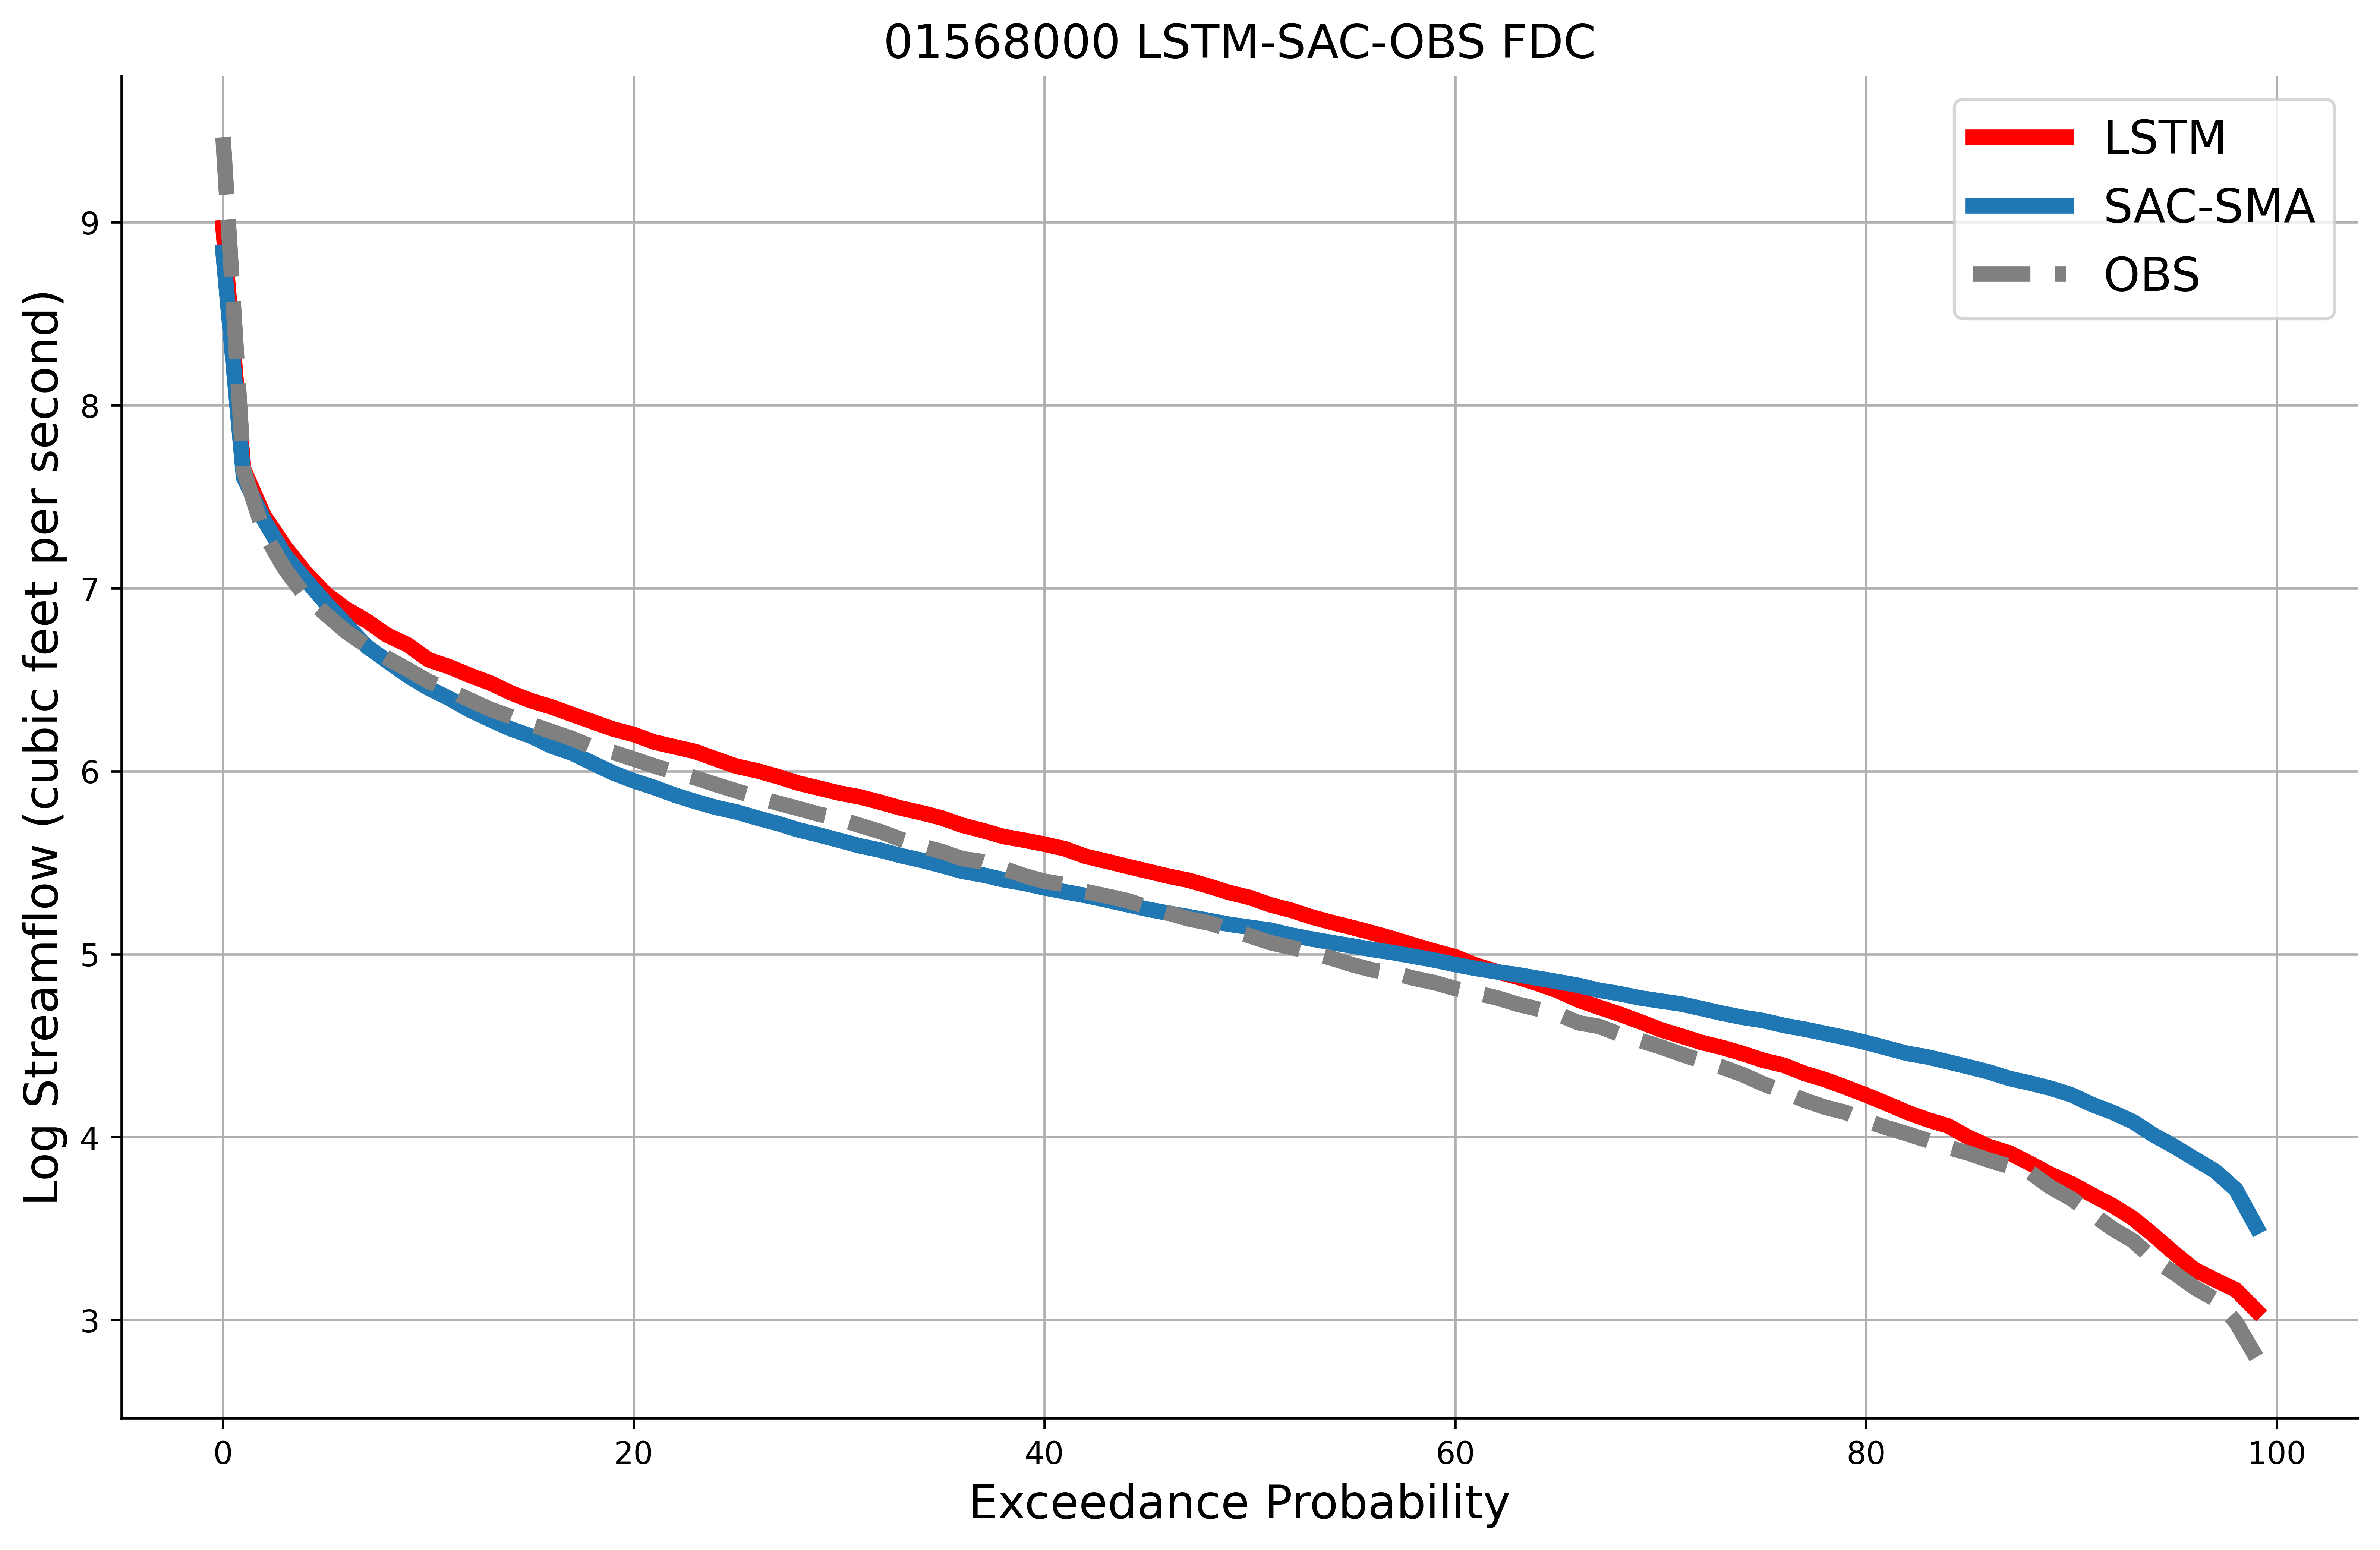 01568000 LSTM-SAC-OBS FDC
LSTM
SAC-SMA
OBS
Log Streamflow (cubic feet per second)
9
8
7
6
5
4
3
0 20 40 60 80 100
Exceedance Probability